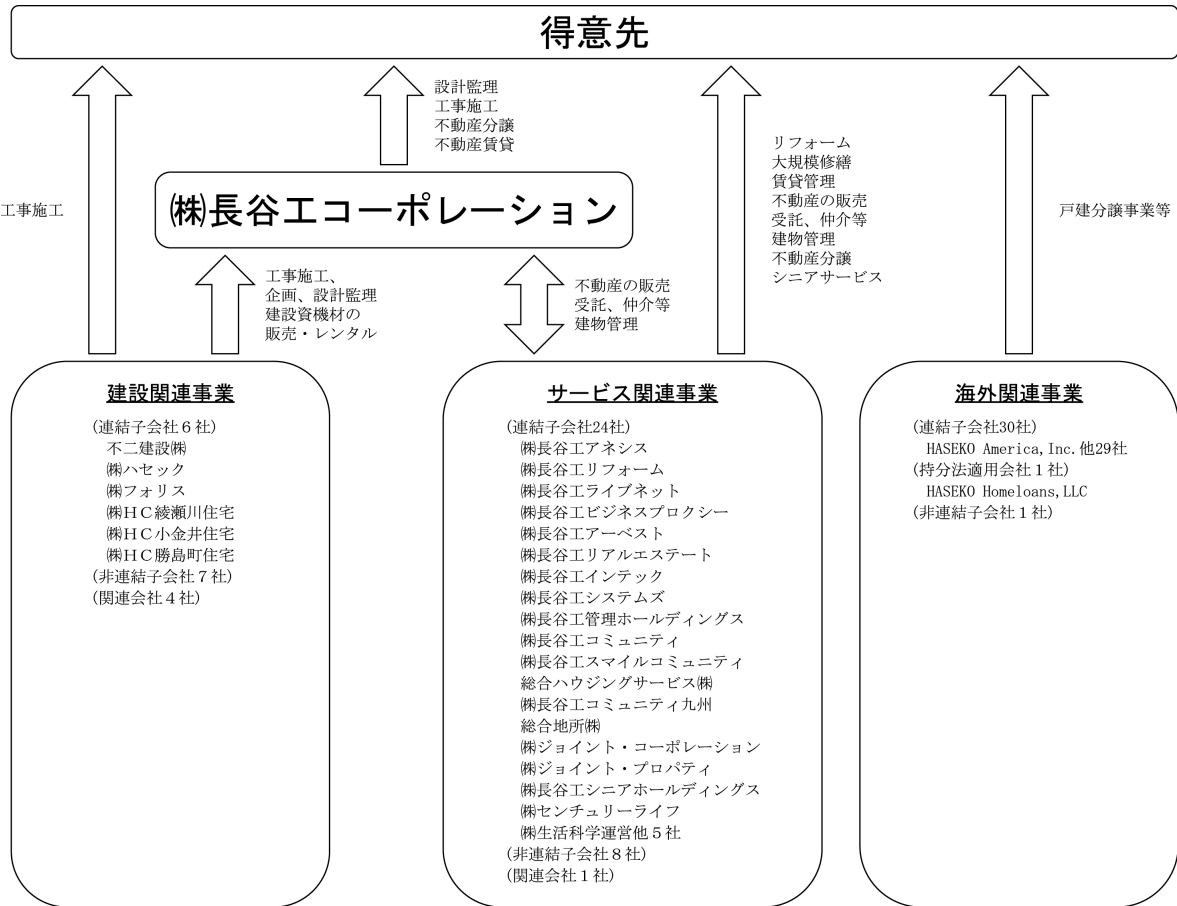 得意先
設計監理
工事施工
不動産分譲
不動産賃貸
リフォーム
大規模修繕
賃貸管理
不動産の販売
受託、仲介等
建物管理
不動産分譲
シニアサービス
工事施工
㈱長谷工コーポレーション
戸建分譲事業等
工事施工、
企画、設計監理
建設資機材の
販売・レンタル
不動産の販売
受託、仲介等
建物管理
建設関連事業
(連結子会社６社)
不二建設㈱
㈱ハセック
㈱フォリス
㈱ＨＣ綾瀬川住宅
㈱ＨＣ小金井住宅
㈱ＨＣ勝島町住宅
(非連結子会社７社)
(関連会社４社)
サービス関連事業
(連結子会社24社)
㈱長谷工アネシス
㈱長谷工リフォーム
㈱長谷工ライブネット
㈱長谷工ビジネスプロクシー
㈱長谷工アーベスト
㈱長谷工リアルエステート
㈱長谷工インテック
㈱長谷工システムズ
㈱長谷工管理ホールディングス
㈱長谷工コミュニティ
㈱長谷工スマイルコミュニティ
総合ハウジングサービス㈱
㈱長谷工コミュニティ九州
総合地所㈱
㈱ジョイント・コーポレーション
㈱ジョイント・プロパティ
㈱長谷工シニアホールディングス
㈱センチュリーライフ
㈱生活科学運営他５社
(非連結子会社８社)
(関連会社１社)
海外関連事業
(連結子会社30社)
HASEKO America,Inc.他29社
(持分法適用会社１社)
HASEKO Homeloans,LLC
(非連結子会社１社)